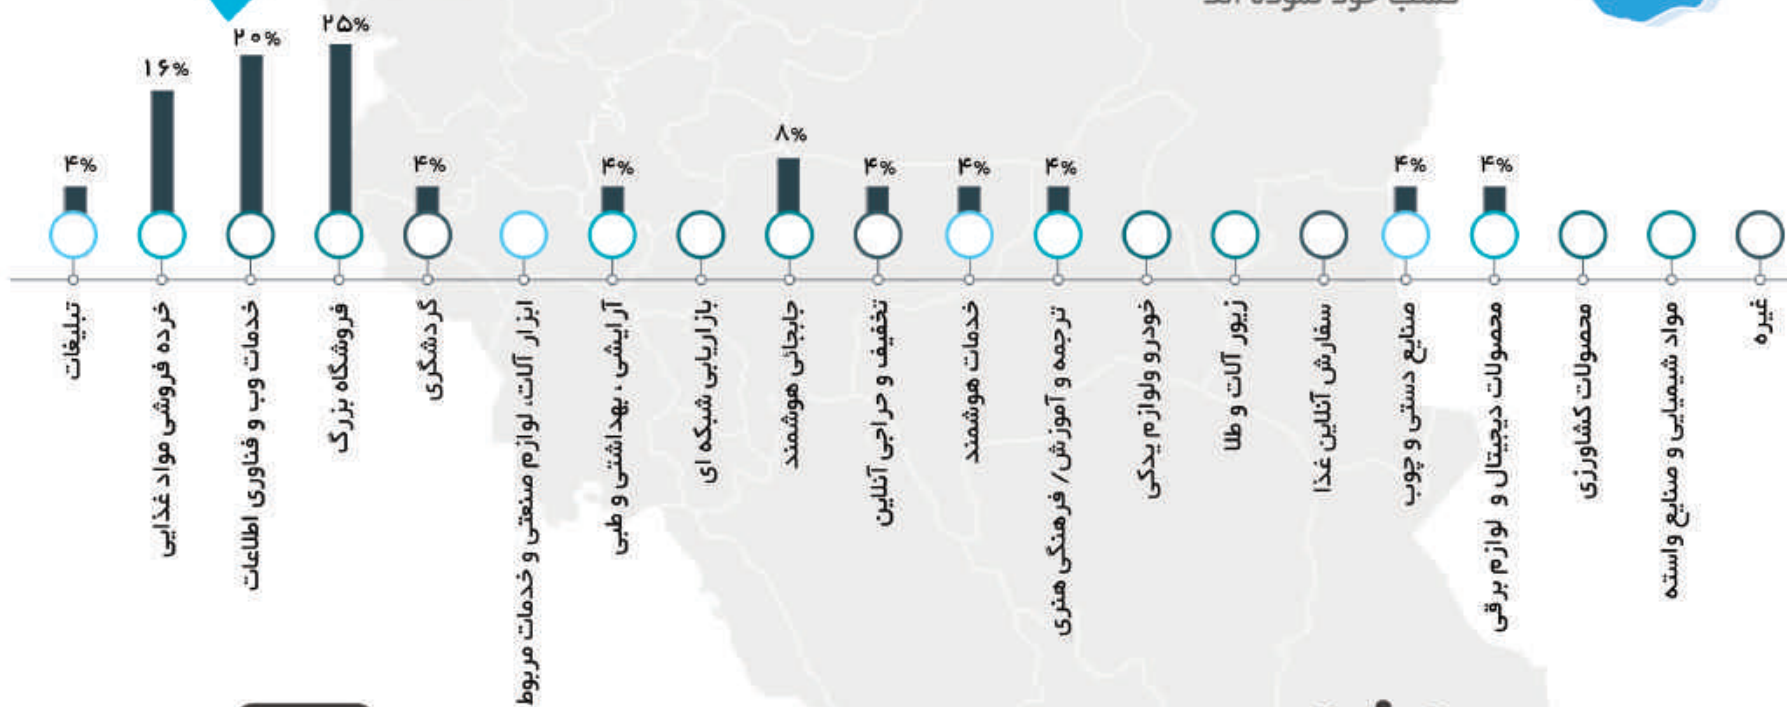 ۴%
۱۶%
۲۰%
۲۵%
۴%
۴%
۸%
۴%
۴%
۴%
۴%
۴%
تبلیغات
خرده فروشی مواد غذایی
خدمات وب و فناوری اطلاعات
فروشگاه بزرگ
گردشگری
ابزار آلات، لوازم صنعتی و خدمات مربوط
آرایشی ، بهداشتی و طبی
بازاریابی شبکه ای
جابجائی هوشمند
تخفیف و حراجی آنلاین
خدمات هوشمند
ترجمه و آموزش/ فرهنگی هنری
خودرو ولوازم یدکی
زیور آلات و طلا
سفارش آنلاین غذا
صنایع دستی و چوب
محصولات دیجیتال و لوازم برقی
محصولات کشاورزی
مواد شیمیایی و صنایع واسته
غیره